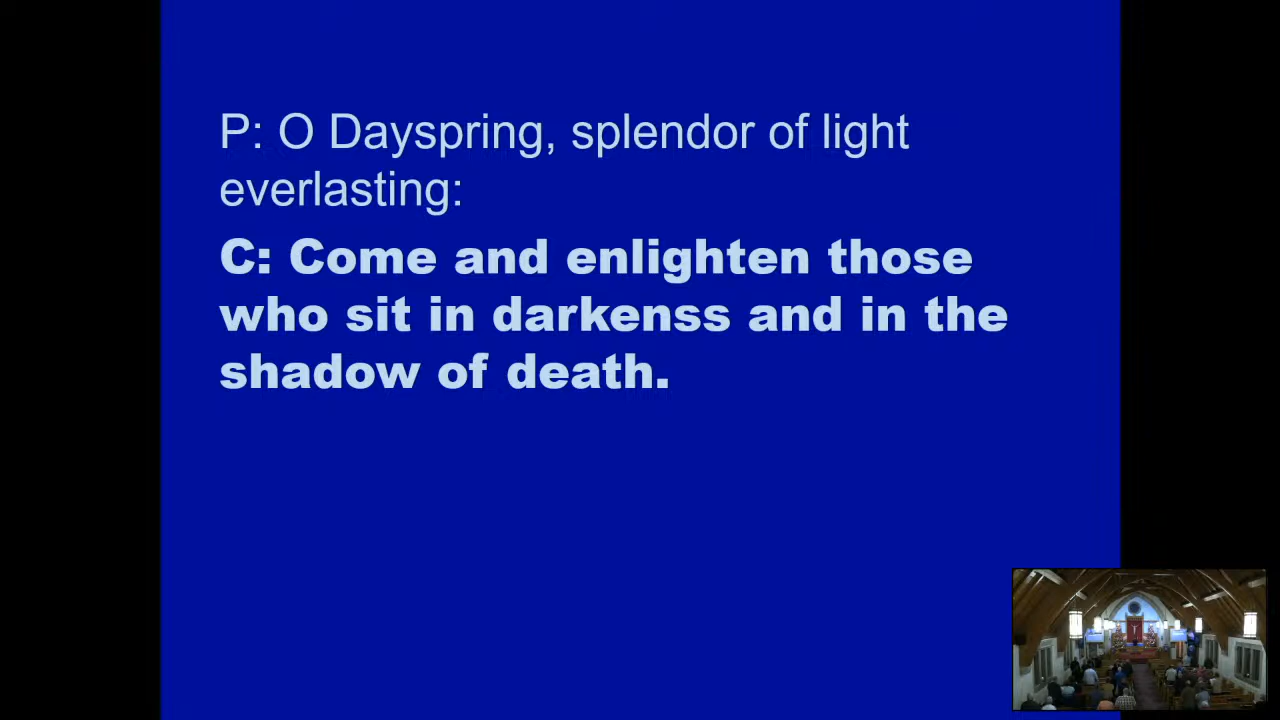 P: O Dayspring, splendor of light
everlasting:
C: Come and enlighten those
who sit in darkenss and in the
shadow of death.